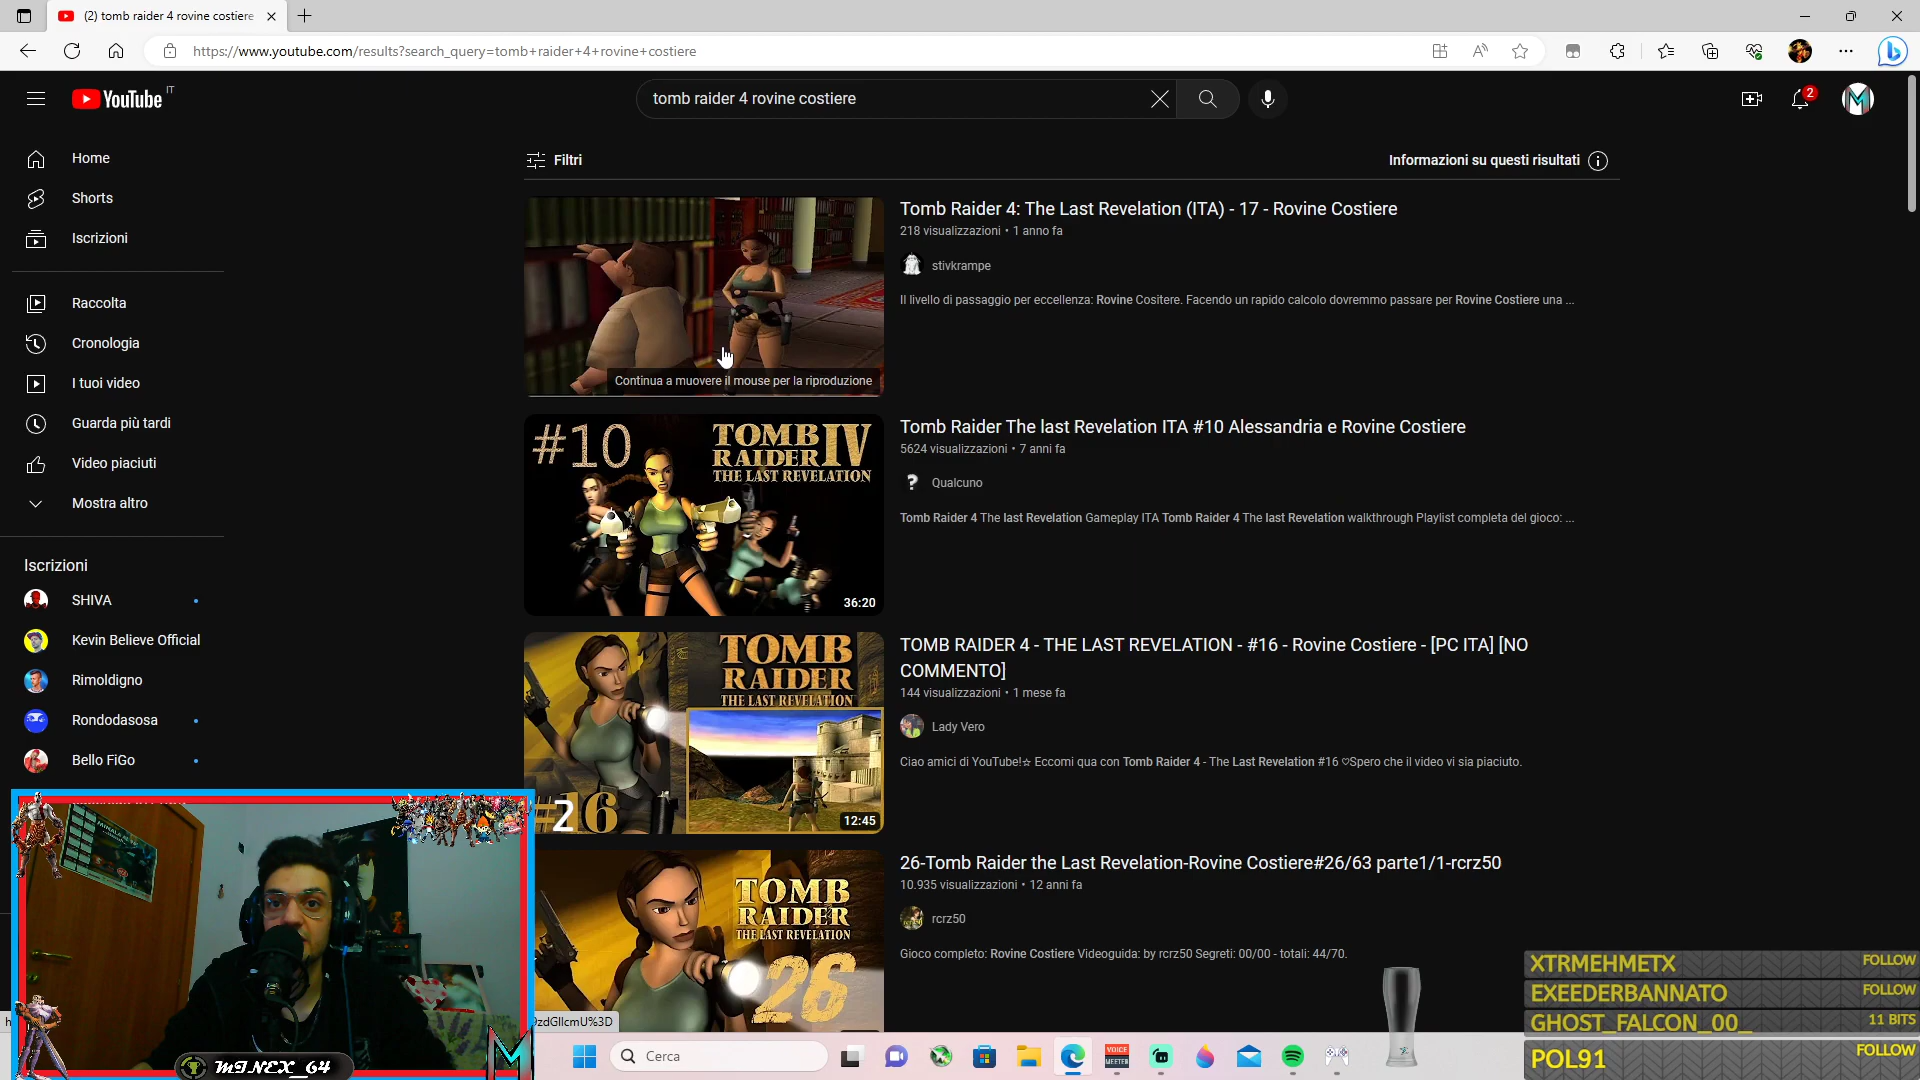 (2) tomb raider 4 rovine costiere
https://www.youtube.com/results?search_query=tomb+raider+4+rovine+costiere
YouTube IT
tomb raider 4 rovine costiere
2
Home
Shorts
Iscrizioni
Raccolta
Cronologia
I tuoi video
Guarda più tardi
Video piaciuti
Mostra altro
Iscrizioni
SHIVA
Kevin Believe Official
Rimoldigno
Rondodasosa
Bello FiGo
Filtri
Informazioni su questi risultati
Continua a muovere il mouse per la riproduzione
Tomb Raider 4: The Last Revelation (ITA) - 17 - Rovine Costiere
218 visualizzazioni • 1 anno fa
stivkrampe
Il livello di passaggio per eccellenza: Rovine Cositere. Facendo un rapido calcolo dovremmo passare per Rovine Costiere una ...
#10
TOMB
RAIDER IV
THE LAST REVELATION
36:20
Tomb Raider The last Revelation ITA #10 Alessandria e Rovine Costiere
5624 visualizzazioni • 7 anni fa
?
Qualcuno
Tomb Raider 4 The last Revelation Gameplay ITA Tomb Raider 4 The last Revelation walkthrough Playlist completa del gioco: ...
TOMB
RAIDER
THE LAST REVELATION
#16
2
12:45
TOMB RAIDER 4 - THE LAST REVELATION - #16 - Rovine Costiere - [PC ITA] [NO
COMMENTO]
144 visualizzazioni • 1 mese fa
Lady Vero
Ciao amici di YouTube!☆ Eccomi qua con Tomb Raider 4 - The Last Revelation #16 ♡Spero che il video vi sia piaciuto.
TOMB
RAIDER
THE LAST REVELATION
26
26-Tomb Raider the Last Revelation-Rovine Costiere#26/63 parte1/1-rcrz50
10.935 visualizzazioni • 12 anni fa
rcrz50
Gioco completo: Rovine Costiere Videoguida: by rcrz50 Segreti: 00/00 - totali: 44/70.
9zdGllcmU%3D
MINEX_64
Cerca
VOICE
MEETER
XTRMEHMETX FOLLOW
EXEEDERBANNATO FOLLOW
GHOST_FALCON_00_ 11 BITS
POL91 FOLLOW